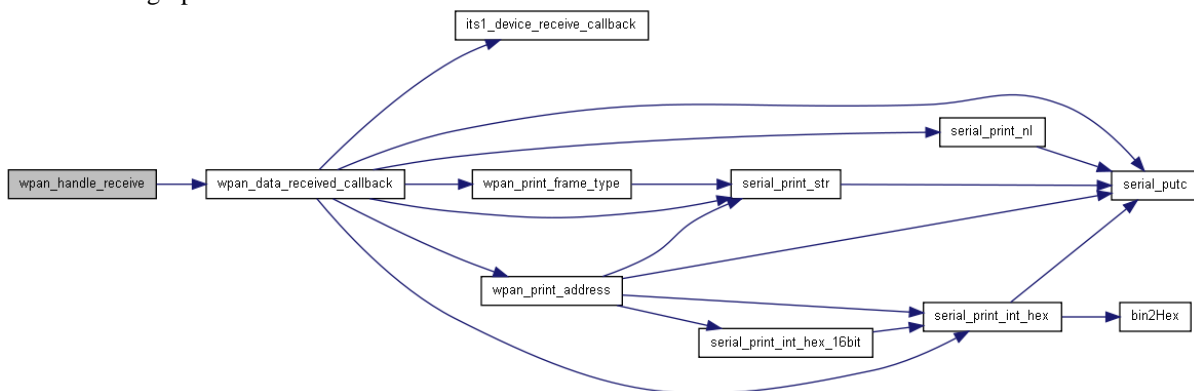 its1_device_receive_callback
serial_print_nl
wpan_handle_receive
wpan_data_received_callback
wpan_print_frame_type
serial_print_str
serial_putc
wpan_print_address
serial_print_int_hex
bin2Hex
serial_print_int_hex_16bit